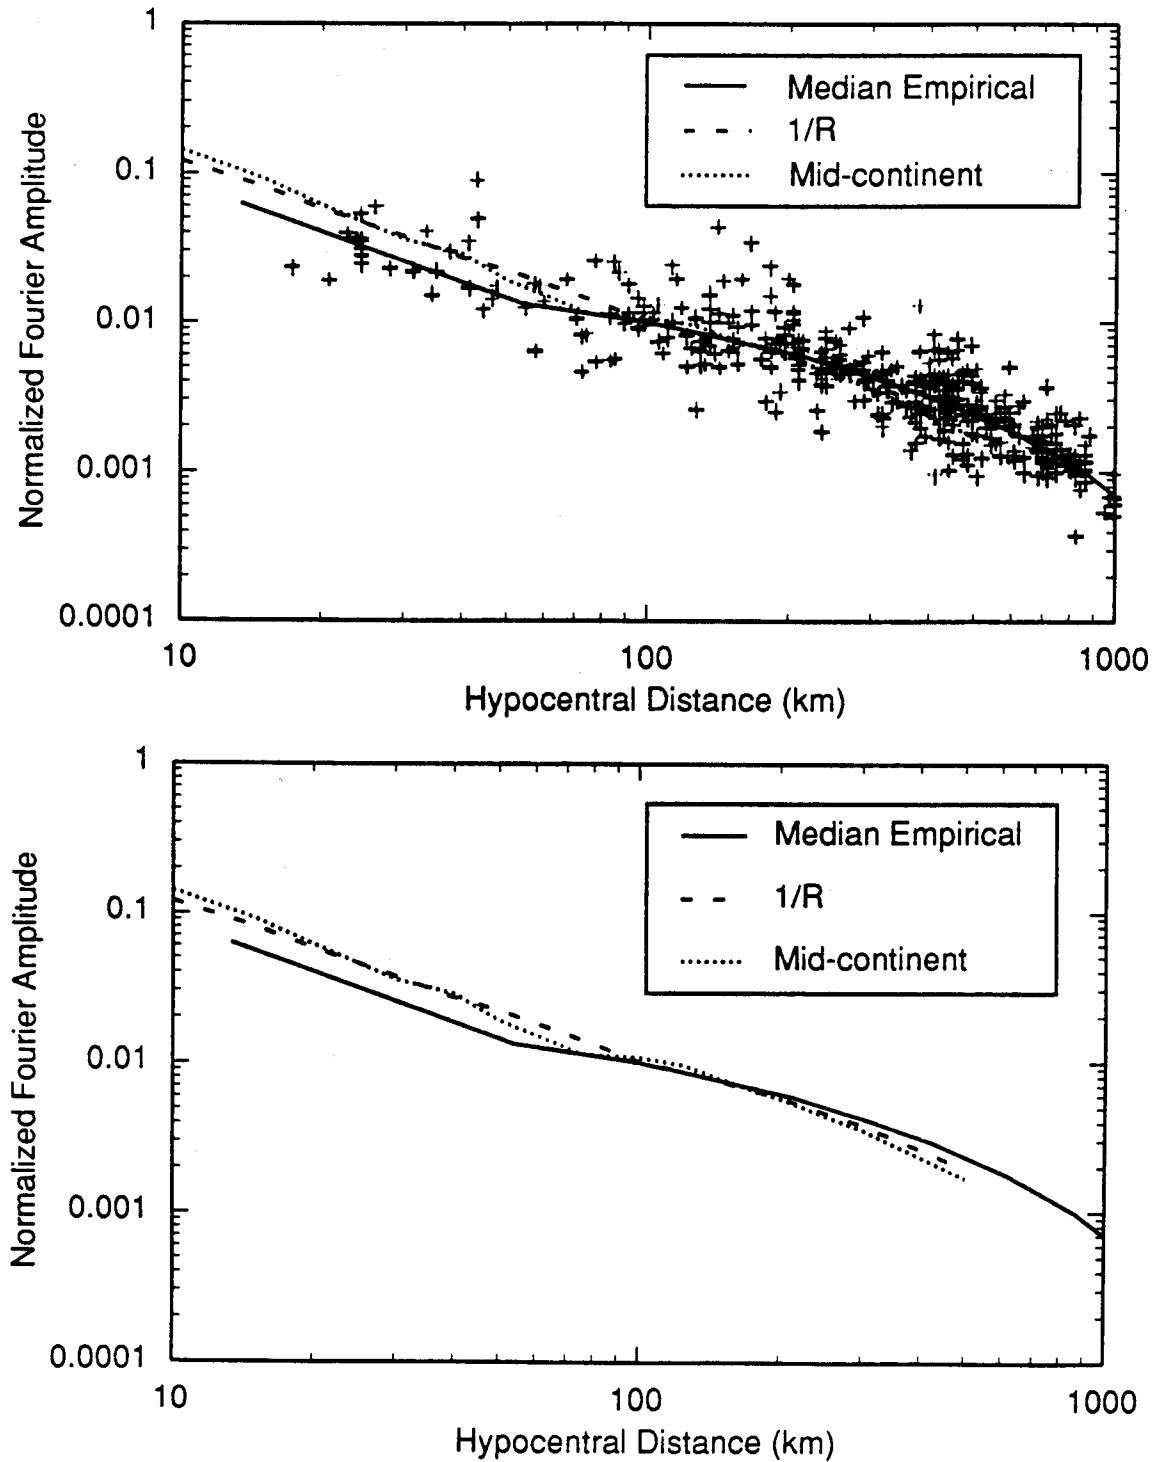 1
0.1
0.01
0.001
0.0001
10
100
1000
Normalized Fourier Amplitude
Hypocentral Distance (km)
Median Empirical
1/R
Mid-continent
1
0.1
0.01
0.001
0.0001
10
100
1000
Normalized Fourier Amplitude
Hypocentral Distance (km)
Median Empirical
1/R
Mid-continent